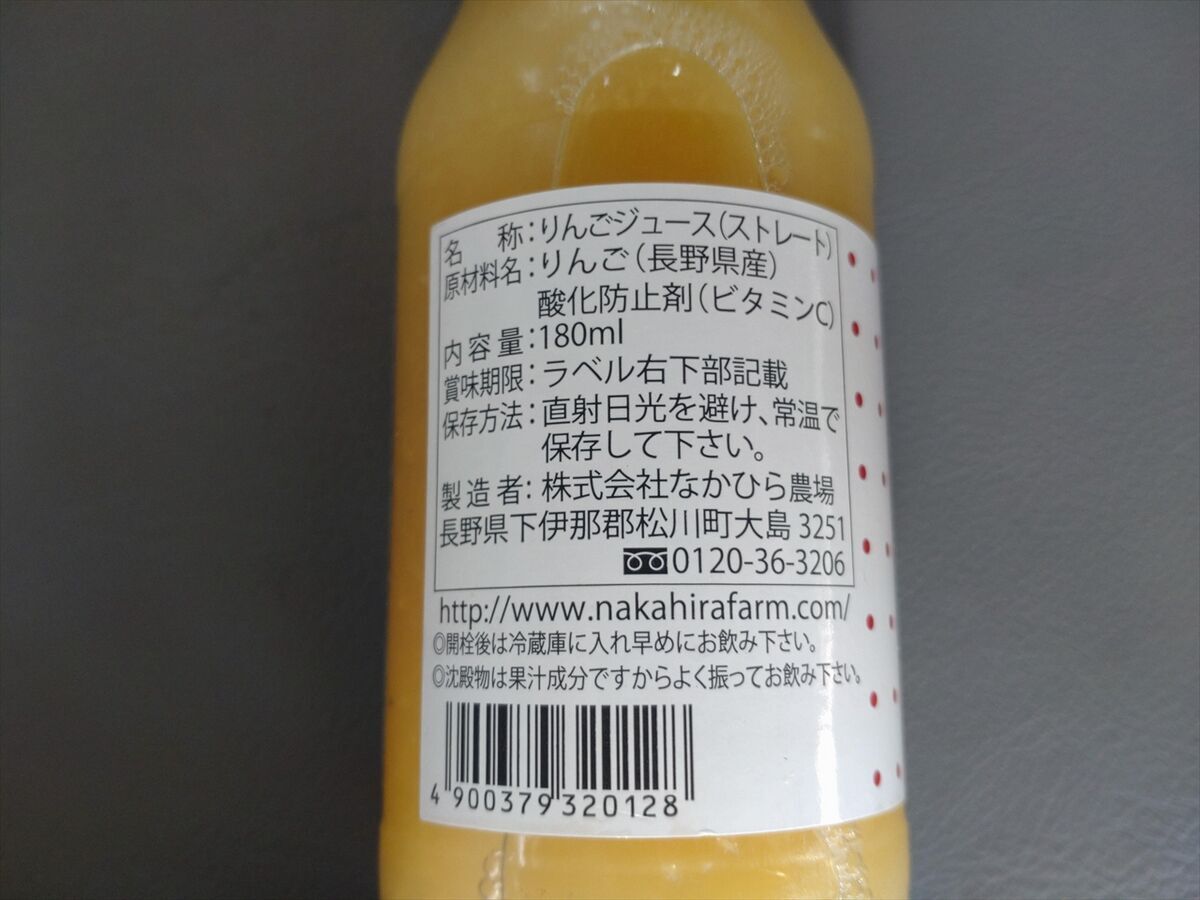 名称:りんごジュース(ストレート)
原材料名:りんご(長野県産)
酸化防止剤(ビタミンC)
内容量:180ml
賞味期限:ラベル右下部記載
保存方法:直射日光を避け、常温で
保存して下さい。
製造者:株式会社なかひら農場
長野県下伊那郡松川町大島 3251
0120-36-3206
http://www.nakahirafarm.com/
◎開栓後は冷蔵庫に入れ早めにお飲み下さい。
◎沈殿物は果汁成分ですからよく振ってお飲み下さい。
4 900379 320128